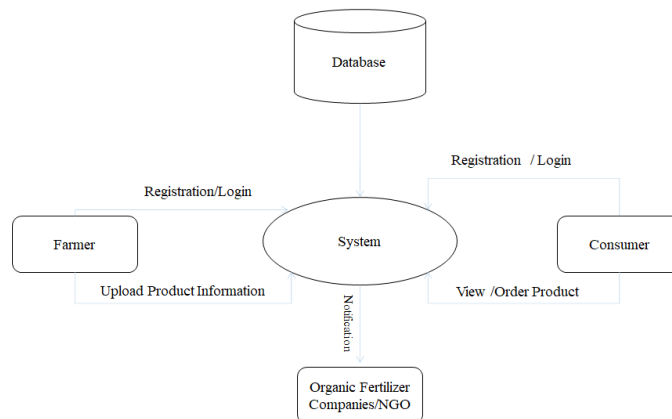 Database
Registration / Login
Registration/Login
Farmer
System
Consumer
Upload Product Information
View /Order Product
Notification
Organic Fertilizer
Companies/NGO